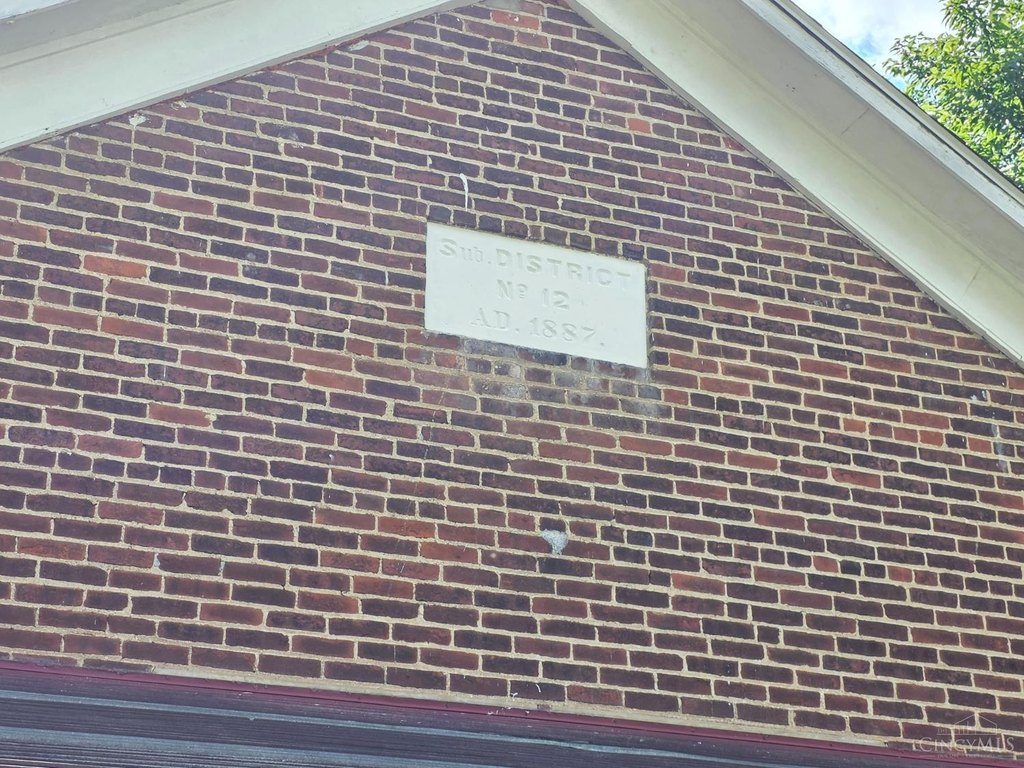 Sub. DISTRICT
Nº 12
A.D. 1887.
CINCYMLS